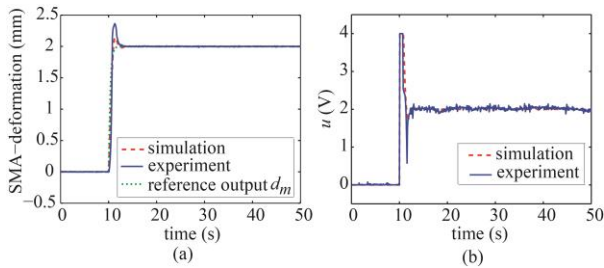 (a)
SMA−deformation (mm)
2.5
2
1.5
1
0.5
0
−0.5
0 10 20 30 40 50
time (s)
simulation
experiment
reference output d_m
(a)
(b)
u (V)
4
3
2
1
0
0 10 20 30 40 50
time (s)
simulation
experiment
(b)